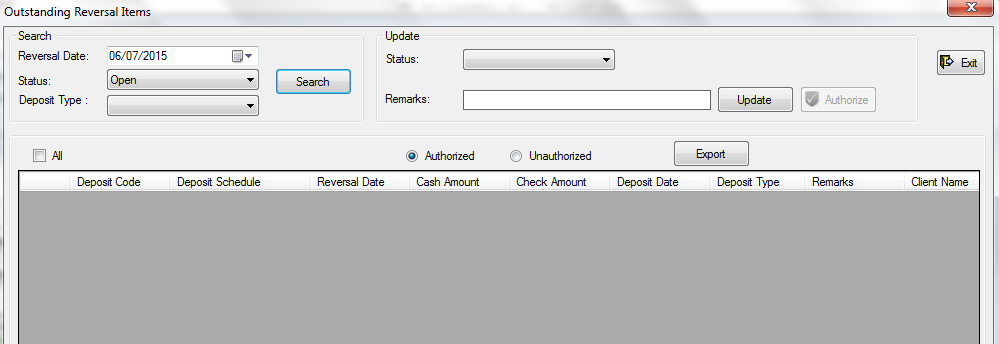 Outstanding Reversal Items
Search
Reversal Date: 06/07/2015
Status: Open
Search
Deposit Type :
Update
Status:
Remarks:
Update
Authorize
Exit
All
Authorized
Unauthorized
Export
Deposit Code Deposit Schedule Reversal Date Cash Amount Check Amount Deposit Date Deposit Type Remarks Client Name